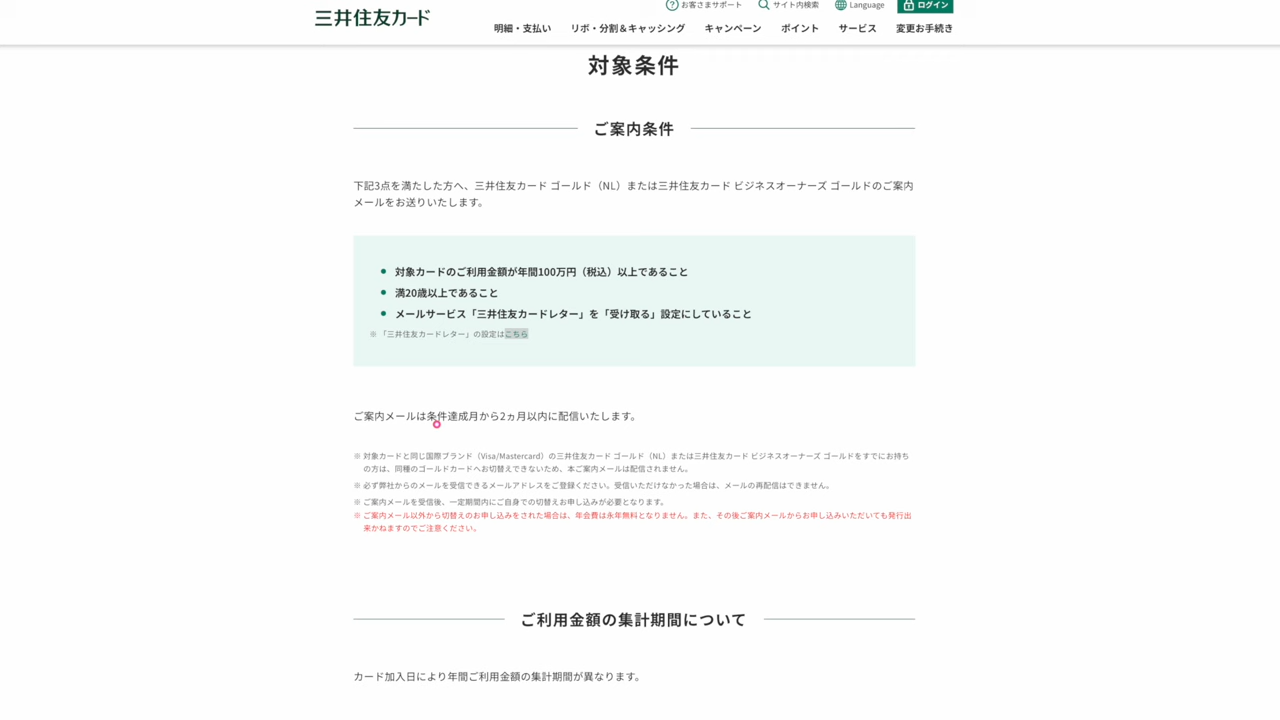 三井住友カード
お客さまサポート サイト内検索 Language ログイン
明細・支払い リボ・分割＆キャッシング キャンペーン ポイント サービス 変更お手続き
対象条件
ご案内条件
下記3点を満たした方へ、三井住友カード ゴールド（NL）または三井住友カード ビジネスオーナーズ ゴールドのご案内
メールをお送りいたします。
対象カードのご利用金額が年間100万円（税込）以上であること
満20歳以上であること
メールサービス「三井住友カードレター」を「受け取る」設定にしていること
※ 「三井住友カードレター」の設定はこちら
ご案内メールは条件達成月から2ヵ月以内に配信いたします。
※ 対象カードと同じ国際ブランド（Visa/Mastercard）の三井住友カード ゴールド（NL）または三井住友カード ビジネスオーナーズ ゴールドをすでにお持ち
の方は、同種のゴールドカードへお切替えできないため、本ご案内メールは配信されません。
※ 必ず弊社からのメールを受信できるメールアドレスをご登録ください。受信いただけなかった場合は、メールの再配信はできません。
※ ご案内メールを受信後、一定期間内にご自身での切替えお申し込みが必要となります。
※ ご案内メール以外から切替えのお申し込みをされた場合は、年会費は永年無料となりません。また、その後ご案内メールからお申し込みいただいても発行出
来かねますのでご注意ください。
ご利用金額の集計期間について
カード加入日により年間ご利用金額の集計期間が異なります。